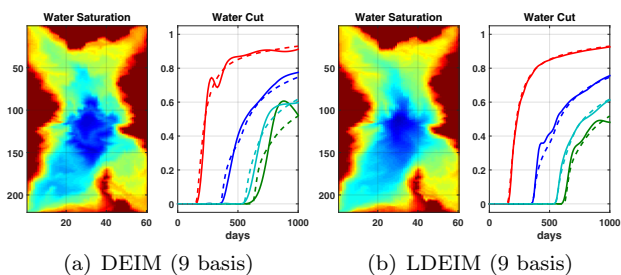 Water Saturation Water Cut Water Saturation Water Cut
50 100 150 200
20 40 60
1 0.8 0.6 0.4 0.2 0
0 500 1000
days
50 100 150 200
20 40 60
1 0.8 0.6 0.4 0.2 0
0 500 1000
days
(a) DEIM (9 basis) (b) LDEIM (9 basis)